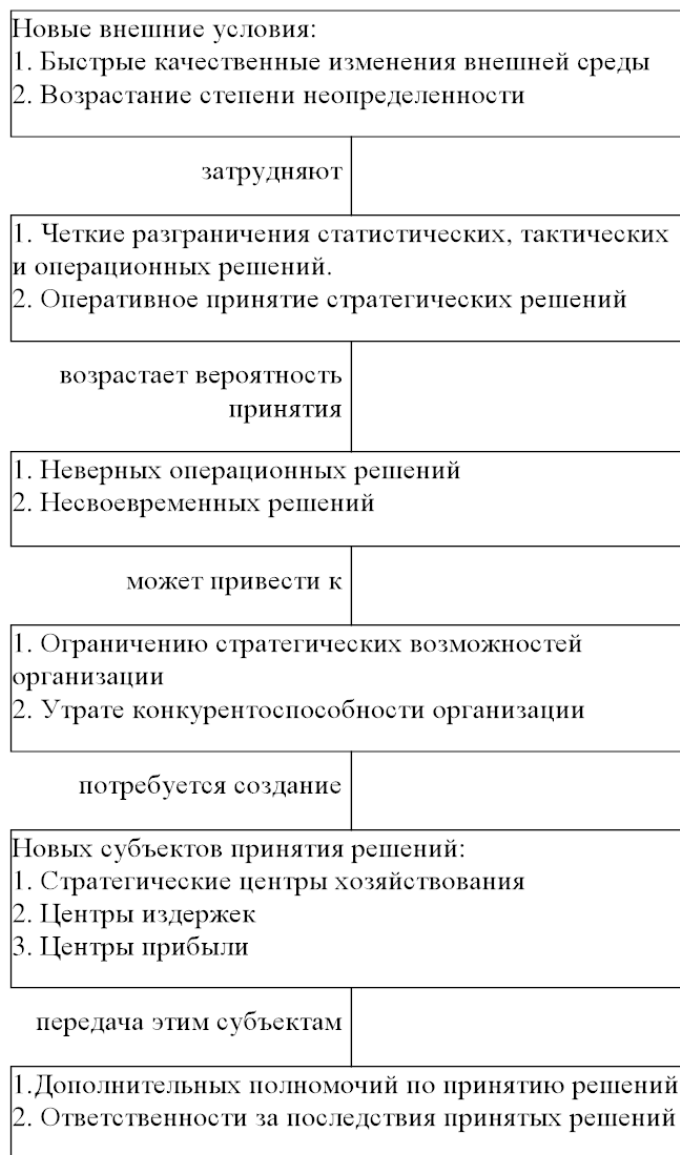 Новые внешние условия:
1. Быстрые качественные изменения внешней среды
2. Возрастание степени неопределенности
затрудняют
1. Четкие разграничения статистических, тактических
и операционных решений.
2. Оперативное принятие стратегических решений
возрастает вероятность
принятия
1. Неверных операционных решений
2. Несвоевременных решений
может привести к
1. Ограничению стратегических возможностей
организации
2. Утрате конкурентоспособности организации
потребуется создание
Новых субъектов принятия решений:
1. Стратегические центры хозяйствования
2. Центры издержек
3. Центры прибыли
передача этим субъектам
1.Дополнительных полномочий по принятию решений
2. Ответственности за последствия принятых решений